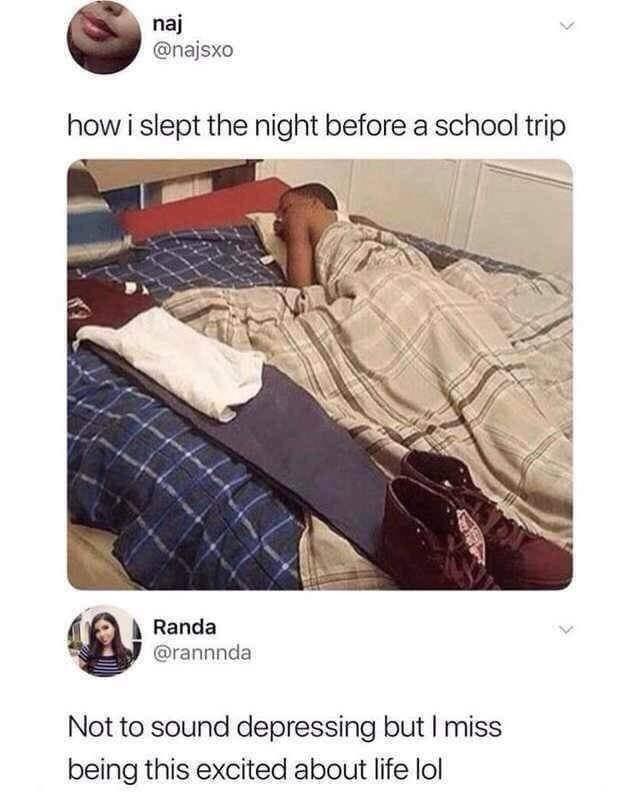 naj
@najsxo
how i slept the night before a school trip
Randa
@rannnda
Not to sound depressing but I miss
being this excited about life lol